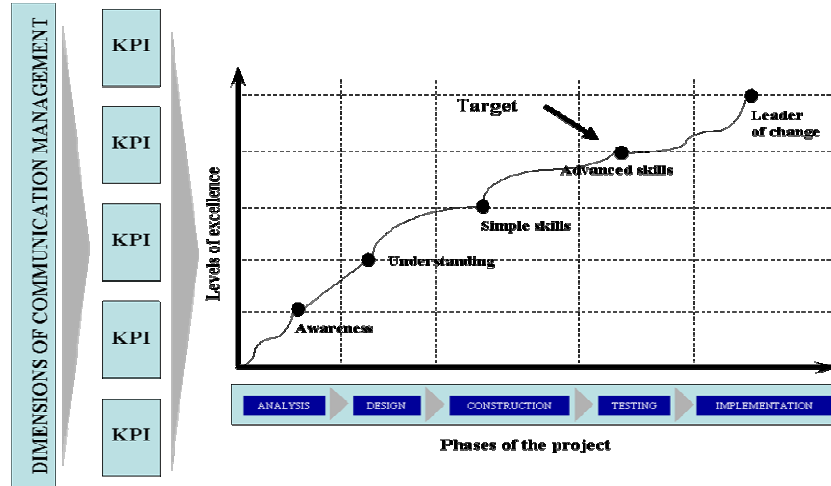 DIMENSIONS OF COMMUNICATION MANAGEMENT
KPI
KPI
KPI
KPI
KPI
Levels of excellence
Target
Leader
of change
Advanced skills
Simple skills
Understanding
Awareness
ANALYSIS
DESIGN
CONSTRUCTION
TESTING
IMPLEMENTATION
Phases of the project